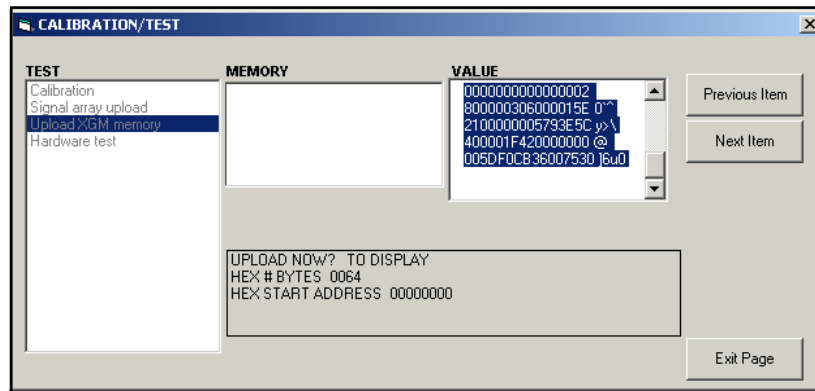 CALIBRATION/TEST
TEST
Calibration
Signal array upload
Upload XGM memory
Hardware test
MEMORY
VALUE
0000000000000002
800000306000015E 0^^
2100000005793E5C y>\
400001F420000000 @
005DF0CB36007530 ]6u0
Previous Item
Next Item
UPLOAD NOW? TO DISPLAY
HEX # BYTES 0064
HEX START ADDRESS 00000000
Exit Page